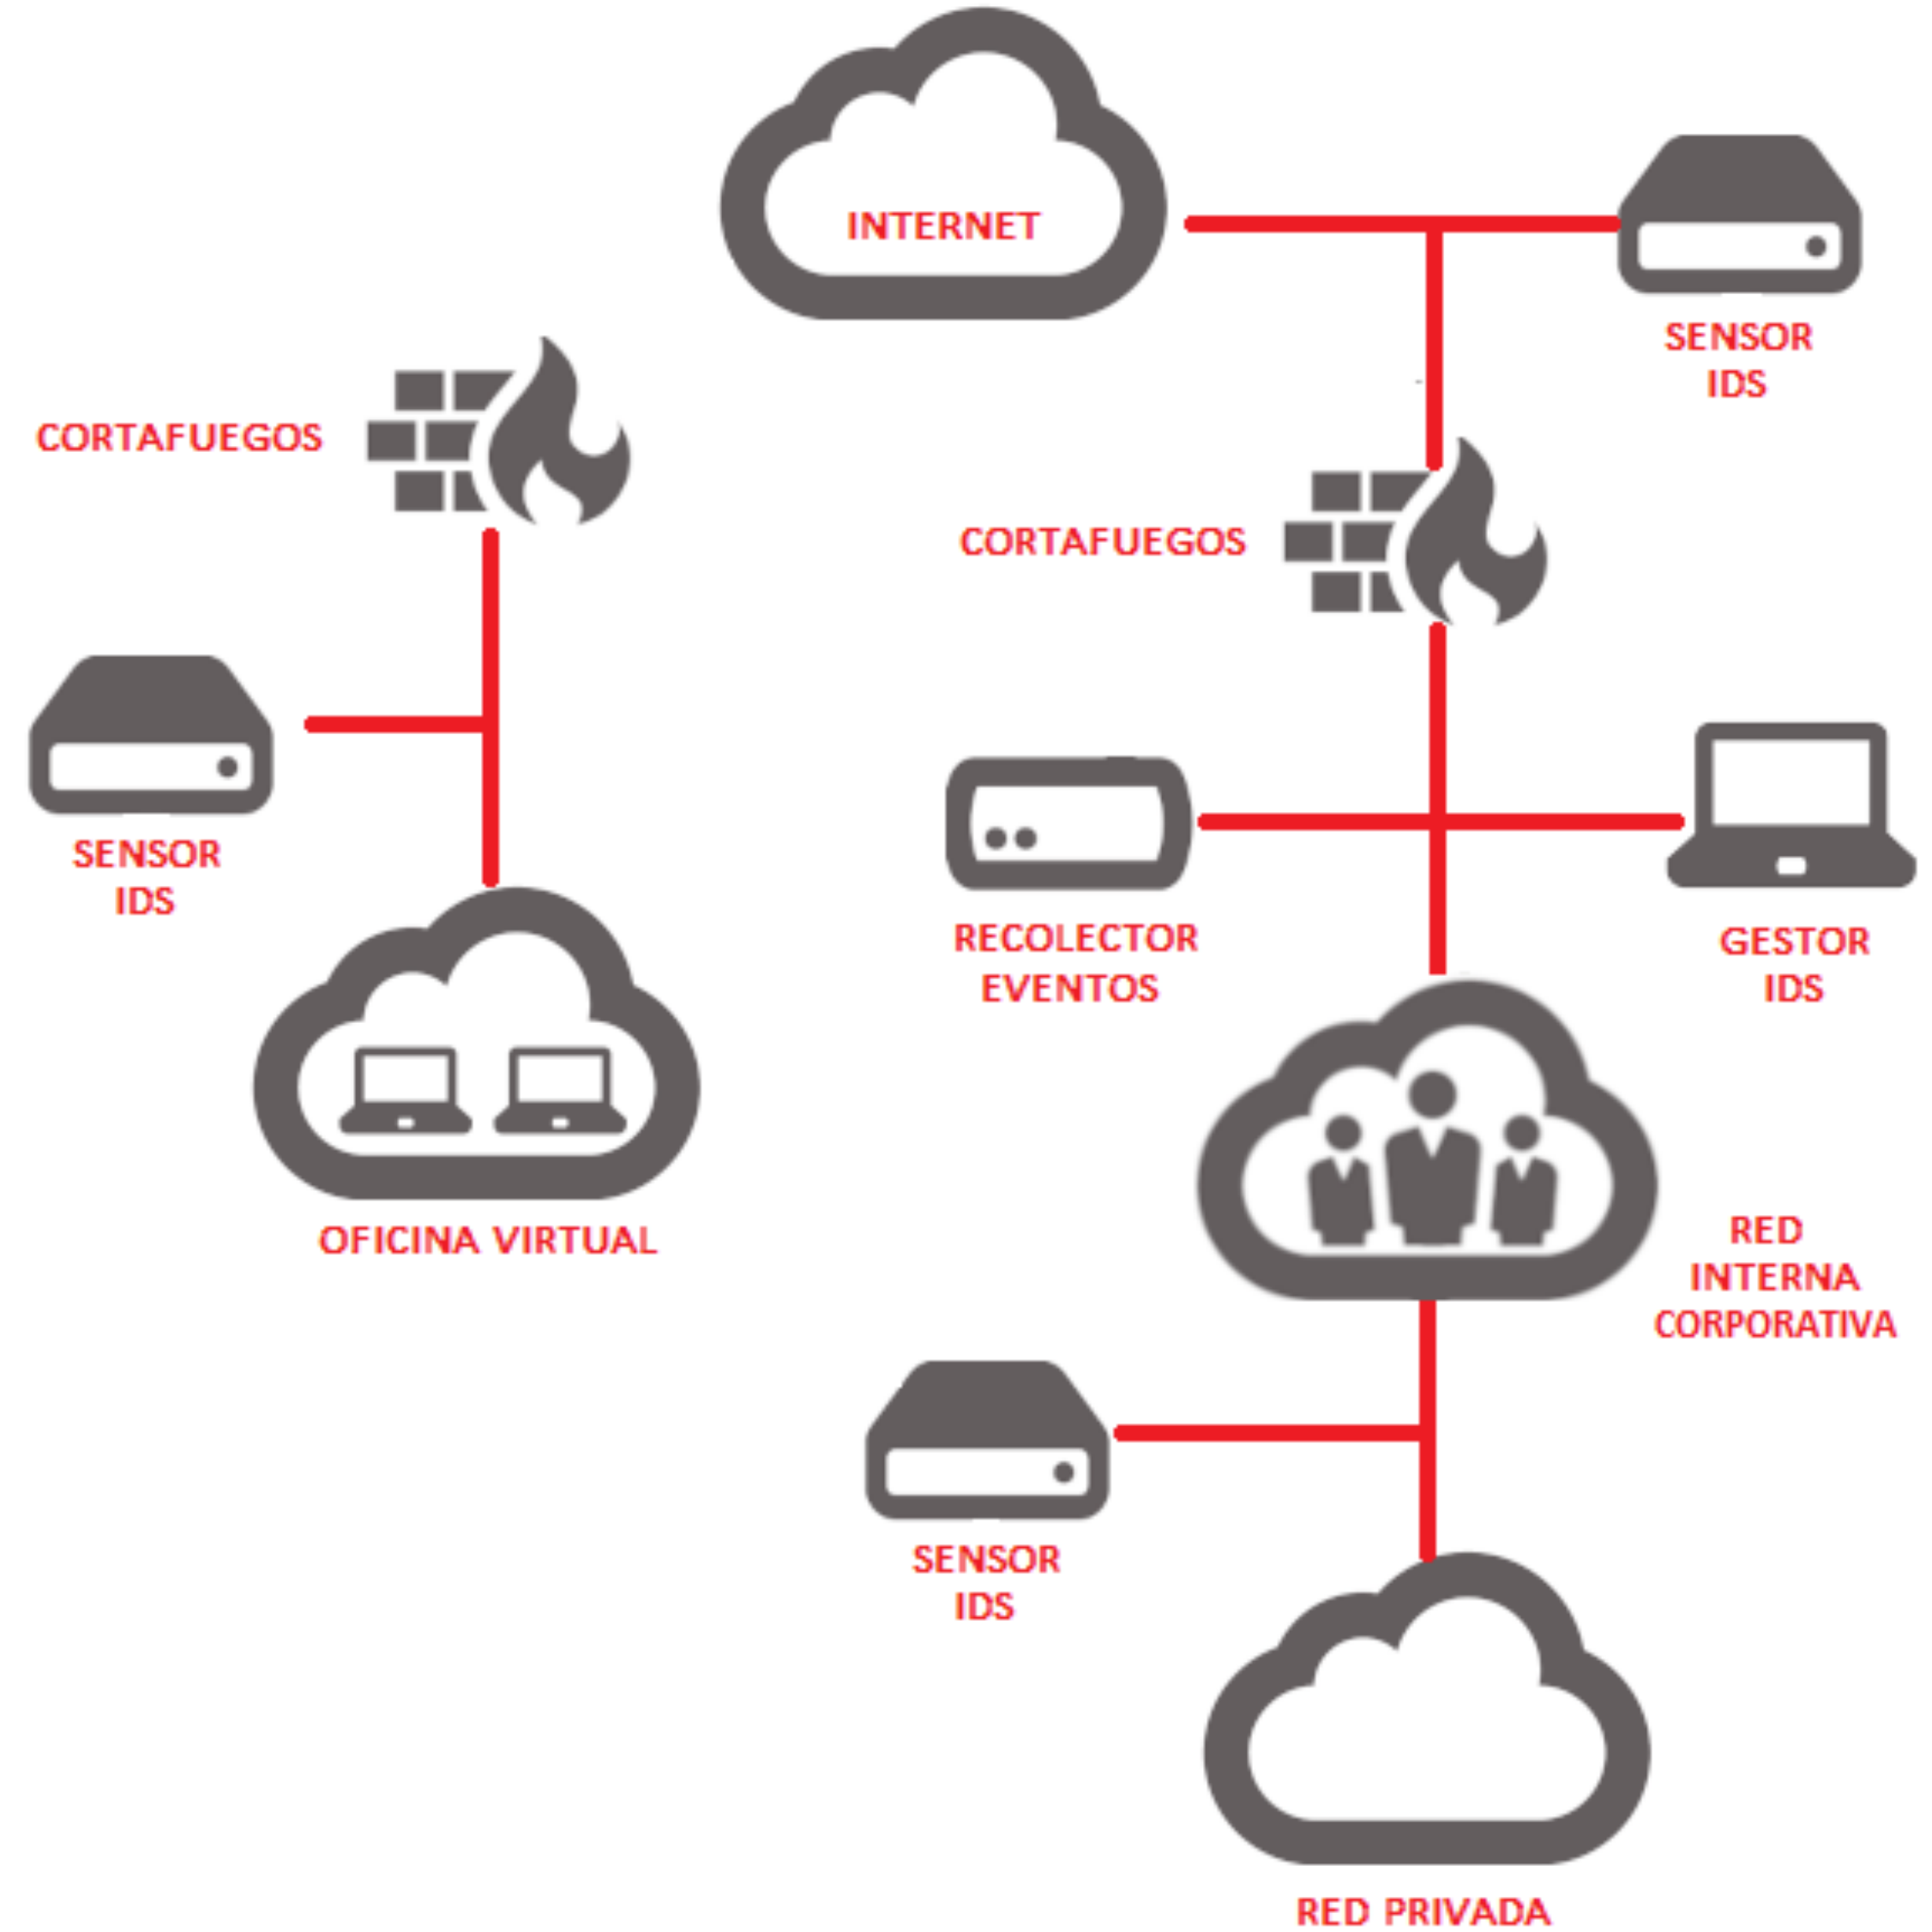 INTERNET
SENSOR
IDS
CORTAFUEGOS
CORTAFUEGOS
SENSOR
IDS
RECOLECTOR
EVENTOS
GESTOR
IDS
OFICINA VIRTUAL
RED
INTERNA
CORPORATIVA
SENSOR
IDS
RED PRIVADA